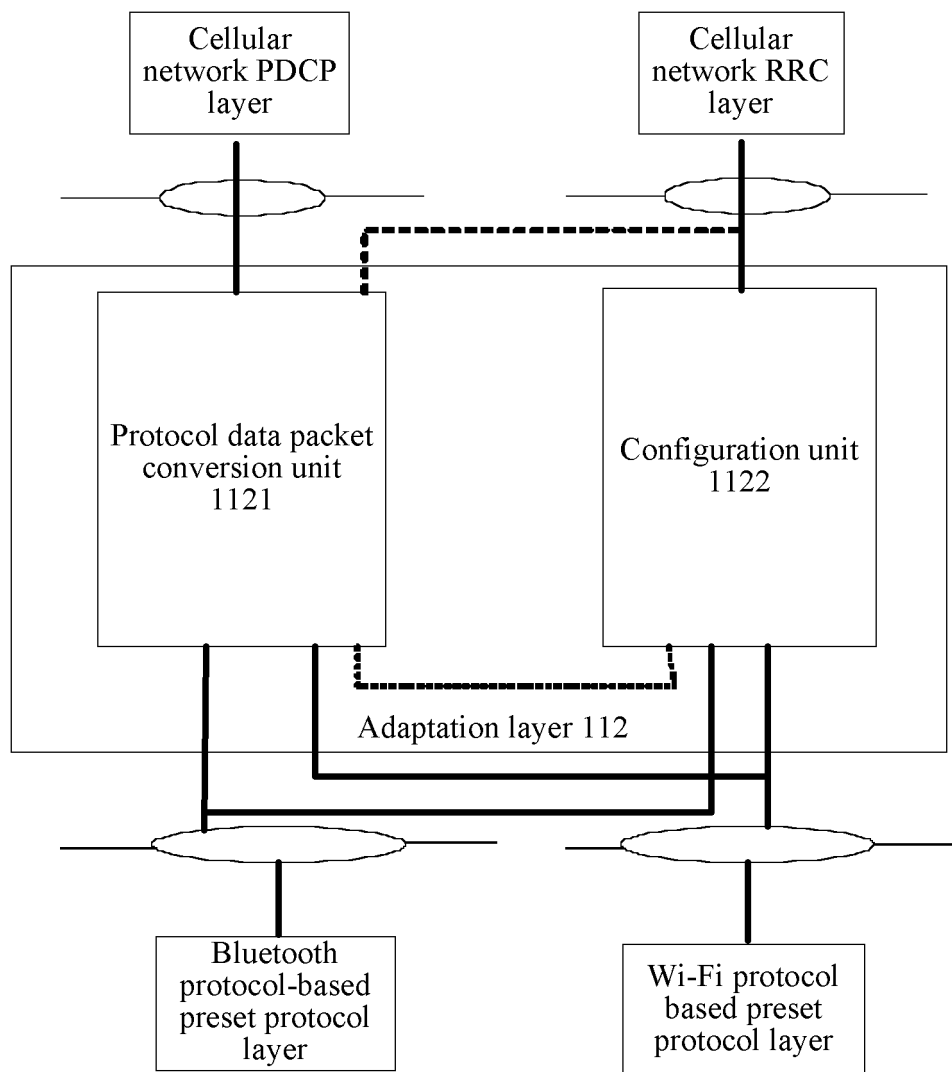 Cellular
network PDCP
layer
Cellular
network RRC
layer
Protocol data packet
conversion unit
1121
Configuration unit
1122
Adaptation layer 112
Bluetooth
protocol-based
preset protocol
layer
Wi-Fi protocol
based preset
protocol layer